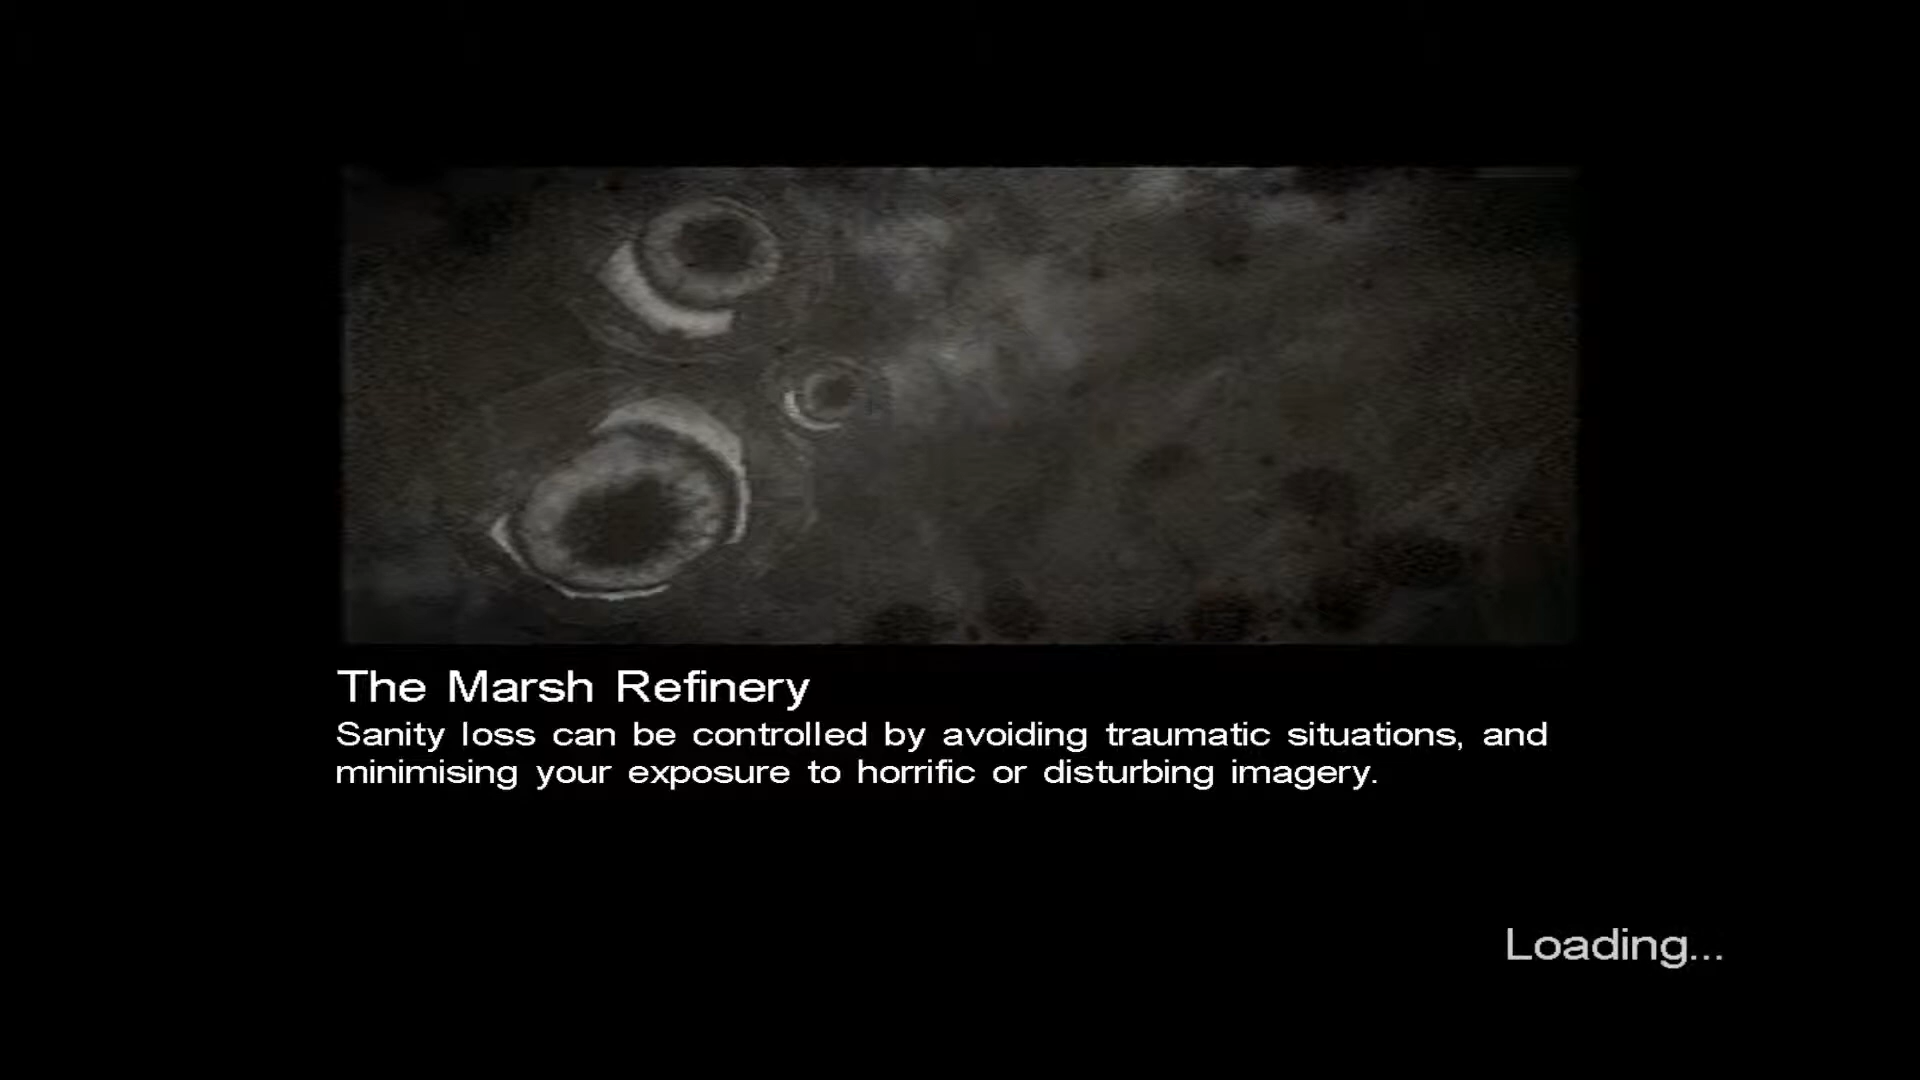 The Marsh Refinery
Sanity loss can be controlled by avoiding traumatic situations, and
minimising your exposure to horrific or disturbing imagery.
Loading...